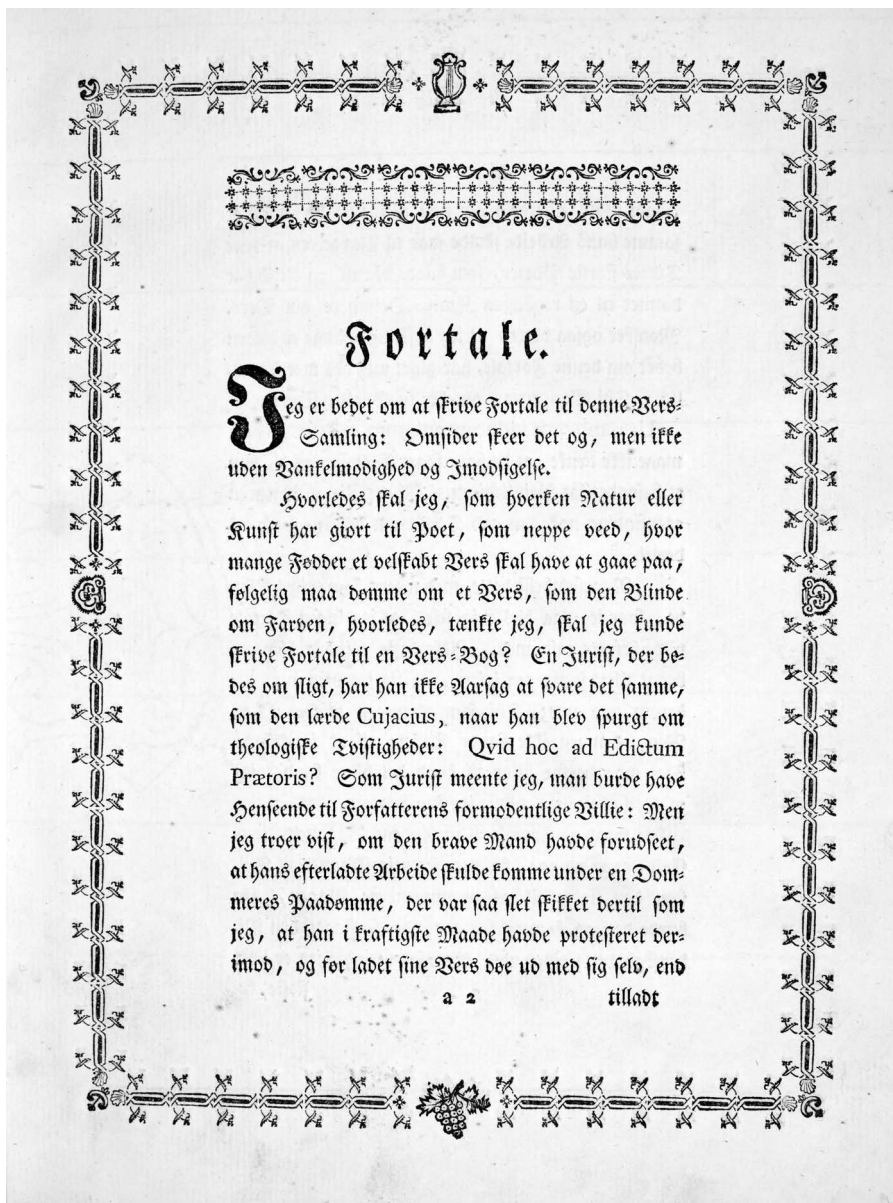 Fortale.
Jeg er bedet om at skrive Fortale til denne Vers-
Samling: Omsider skeer det og, men ikke
uden Vankelmodighed og Imodsigelse.
Hvorledes skal jeg, som hverken Natur eller
Kunst har giort til Poet, som neppe veed, hvor
mange Fødder et velskabt Vers skal have at gaae paa,
følgelig maa dømme om et Vers, som den Blinde
om Farven, hvorledes, tænkte jeg, skal jeg kunde
skrive Fortale til en Vers-Bog? En Jurist, der be-
des om sligt, har han ikke Aarsag at svare det samme,
som den lærde Cujacius, naar han blev spurgt om
theologiske Tvistigheder: Qvid hoc ad Edictum
Prætoris? Som Jurist meente jeg, man burde have
Henseende til Forfatterens formodentlige Villie: Men
jeg troer vist, om den brave Mand havde forudseet,
at hans efterladte Arbeide skulde komme under en Dom-
meres Paadømme, der var saa slet skikket dertil som
jeg, at han i kraftigste Maade havde protesteret der-
imod, og før ladet sine Vers døe ud med sig selv, end
a 2 tilladt